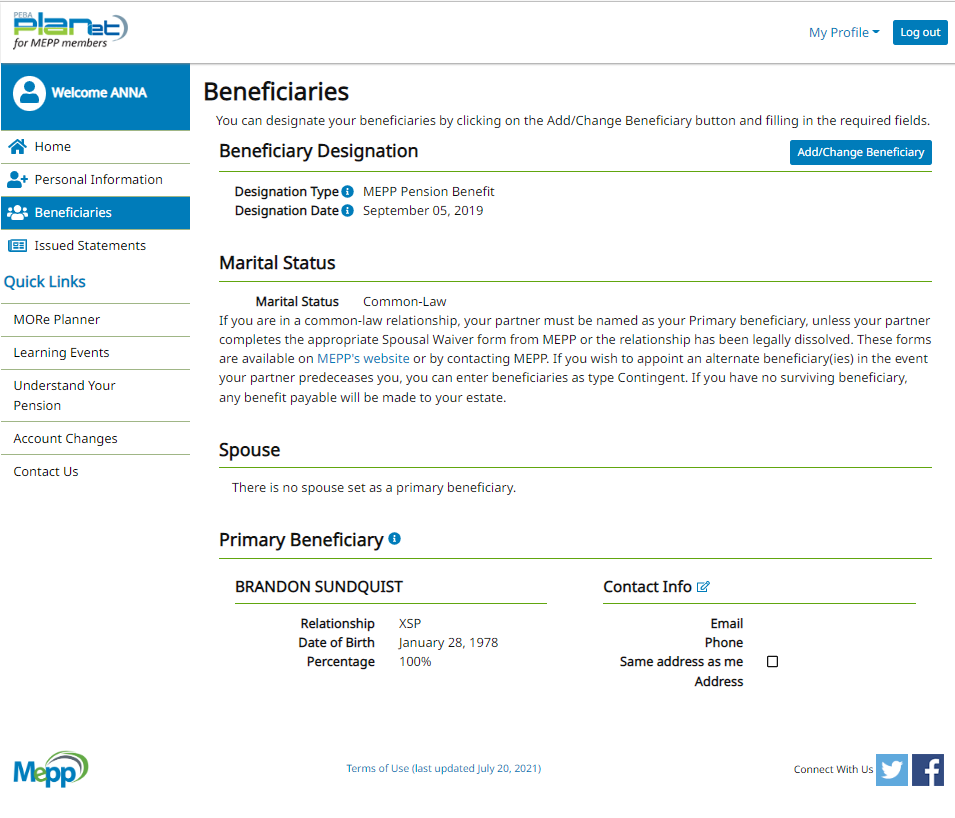 PEBA
planet
for MEPP members
My Profile
Log out
Welcome ANNA
Home
Personal Information
Beneficiaries
Issued Statements
Quick Links
MORe Planner
Learning Events
Understand Your
Pension
Account Changes
Contact Us
Beneficiaries
You can designate your beneficiaries by clicking on the Add/Change Beneficiary button and filling in the required fields.
Beneficiary Designation
Add/Change Beneficiary
Designation Type MEPP Pension Benefit
Designation Date September 05, 2019
Marital Status
Marital Status Common-Law
If you are in a common-law relationship, your partner must be named as your Primary beneficiary, unless your partner
completes the appropriate Spousal Waiver form from MEPP or the relationship has been legally dissolved. These forms
are available on MEPP's website or by contacting MEPP. If you wish to appoint an alternate beneficiary(ies) in the event
your partner predeceases you, you can enter beneficiaries as type Contingent. If you have no surviving beneficiary,
any benefit payable will be made to your estate.
Spouse
There is no spouse set as a primary beneficiary.
Primary Beneficiary
BRANDON SUNDQUIST
Relationship XSP
Date of Birth January 28, 1978
Percentage 100%
Contact Info
Email
Phone
Same address as me
Address
Mepp
Terms of Use (last updated July 20, 2021)
Connect With Us